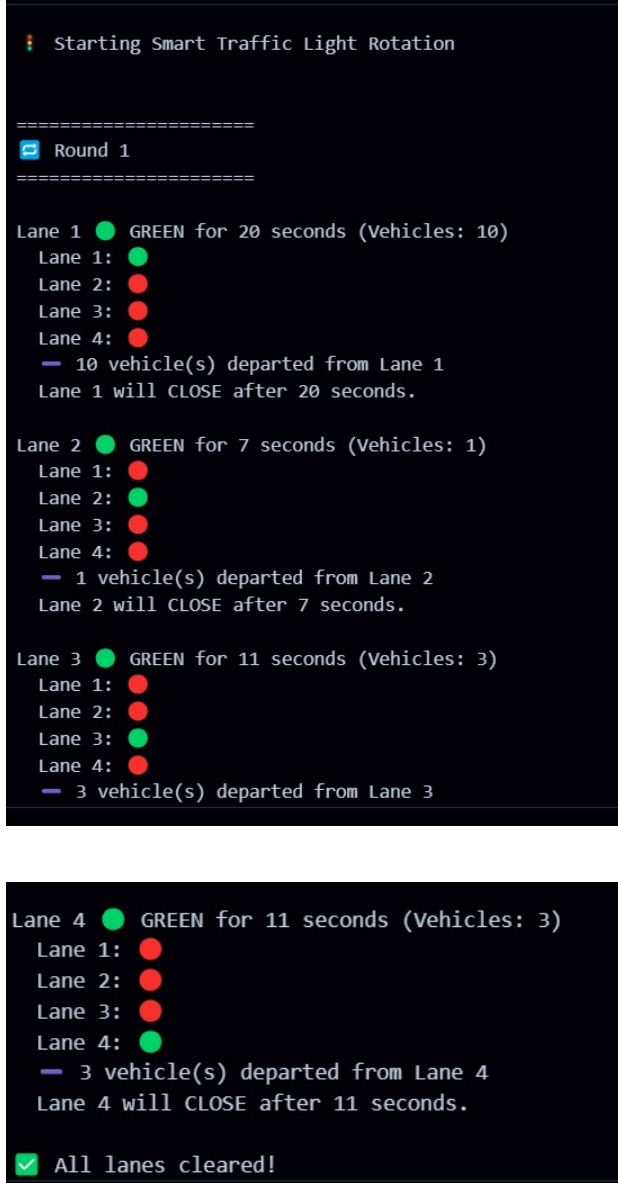 🚦 Starting Smart Traffic Light Rotation
======================
🔁 Round 1
======================
Lane 1 🟢 GREEN for 20 seconds (Vehicles: 10)
Lane 1: 🟢
Lane 2: 🔴
Lane 3: 🔴
Lane 4: 🔴
➖ 10 vehicle(s) departed from Lane 1
Lane 1 will CLOSE after 20 seconds.
Lane 2 🟢 GREEN for 7 seconds (Vehicles: 1)
Lane 1: 🔴
Lane 2: 🟢
Lane 3: 🔴
Lane 4: 🔴
➖ 1 vehicle(s) departed from Lane 2
Lane 2 will CLOSE after 7 seconds.
Lane 3 🟢 GREEN for 11 seconds (Vehicles: 3)
Lane 1: 🔴
Lane 2: 🔴
Lane 3: 🟢
Lane 4: 🔴
➖ 3 vehicle(s) departed from Lane 3
Lane 4 🟢 GREEN for 11 seconds (Vehicles: 3)
Lane 1: 🔴
Lane 2: 🔴
Lane 3: 🔴
Lane 4: 🟢
➖ 3 vehicle(s) departed from Lane 4
Lane 4 will CLOSE after 11 seconds.
✅ All lanes cleared!